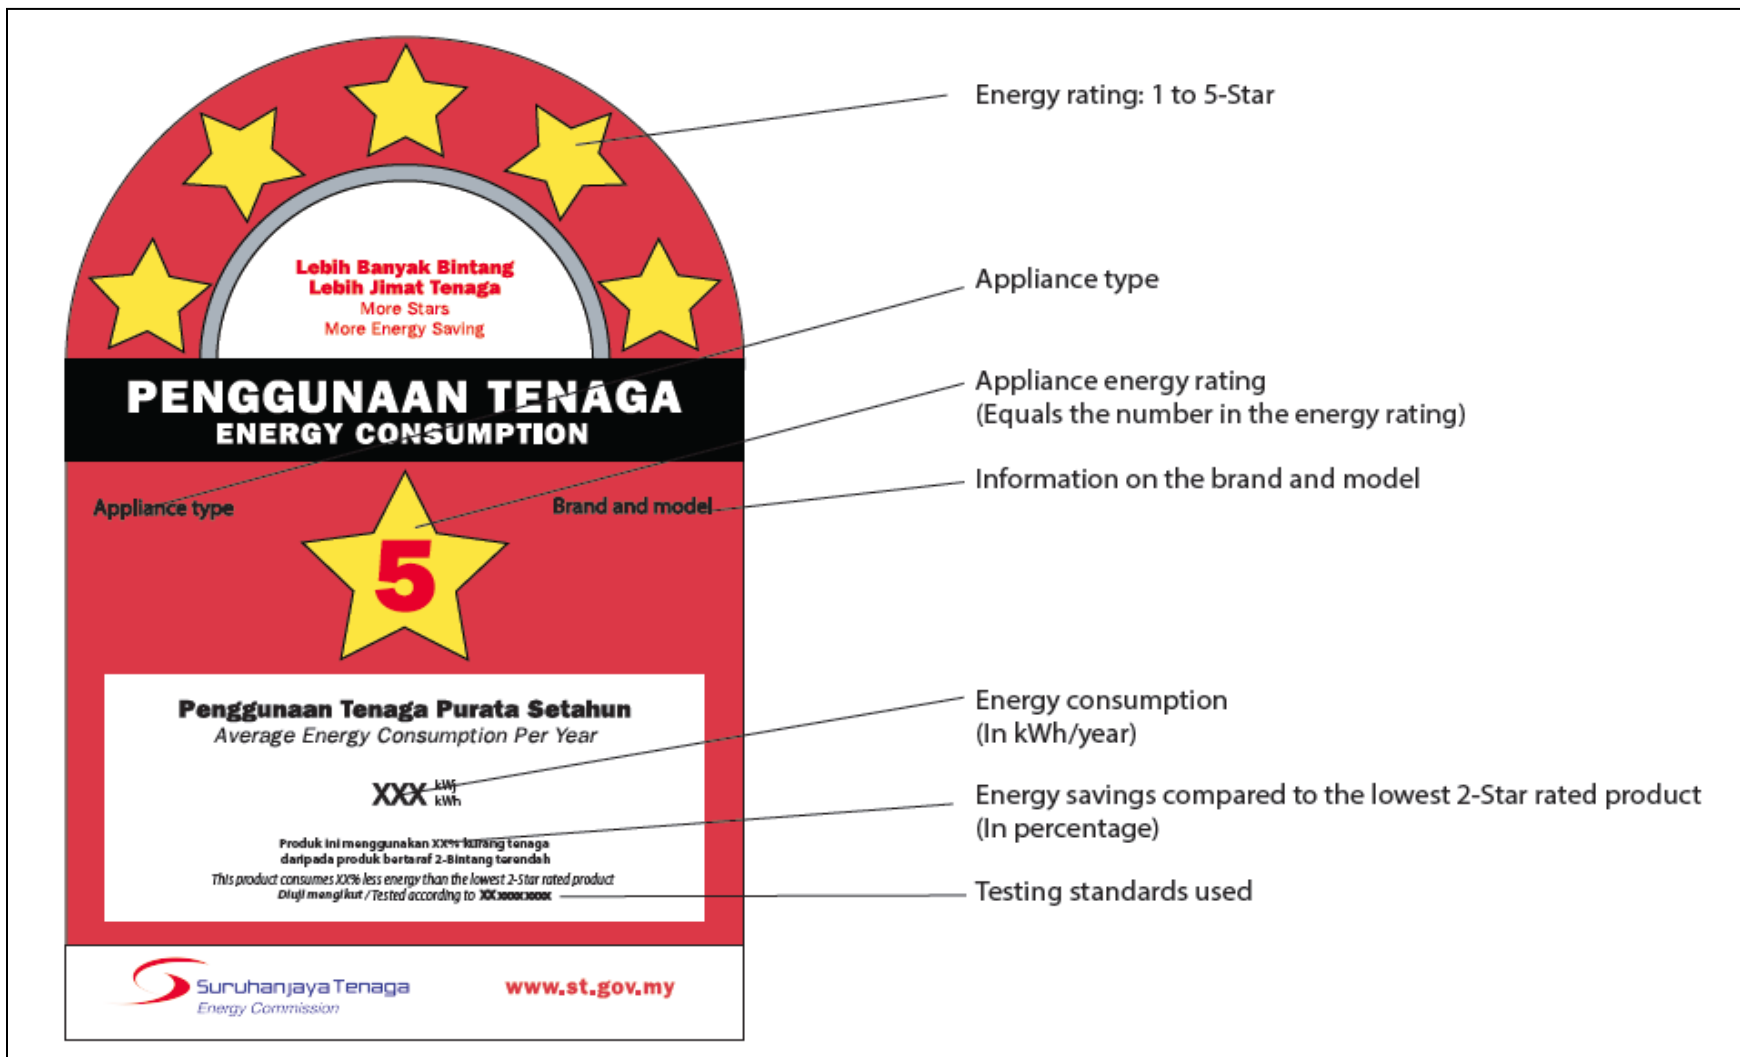 Lebih Banyak Bintang
Lebih Jimat Tenaga
More Stars
More Energy Saving
PENGGUNAAN TENAGA
ENERGY CONSUMPTION
Appliance type
Brand and model
5
Penggunaan Tenaga Purata Setahun
Average Energy Consumption Per Year
XXX kWj
kWh
Produk ini menggunakan XX% kurang tenaga
daripada produk bertaraf 2-Bintang terendah
This product consumes XX% less energy than the lowest 2-Star rated product
Diuji mengikut / Tested according to XX xxxx xxxx
Suruhanjaya Tenaga
Energy Commission
www.st.gov.my
Energy rating: 1 to 5-Star
Appliance type
Appliance energy rating
(Equals the number in the energy rating)
Information on the brand and model
Energy consumption
(In kWh/year)
Energy savings compared to the lowest 2-Star rated product
(In percentage)
Testing standards used